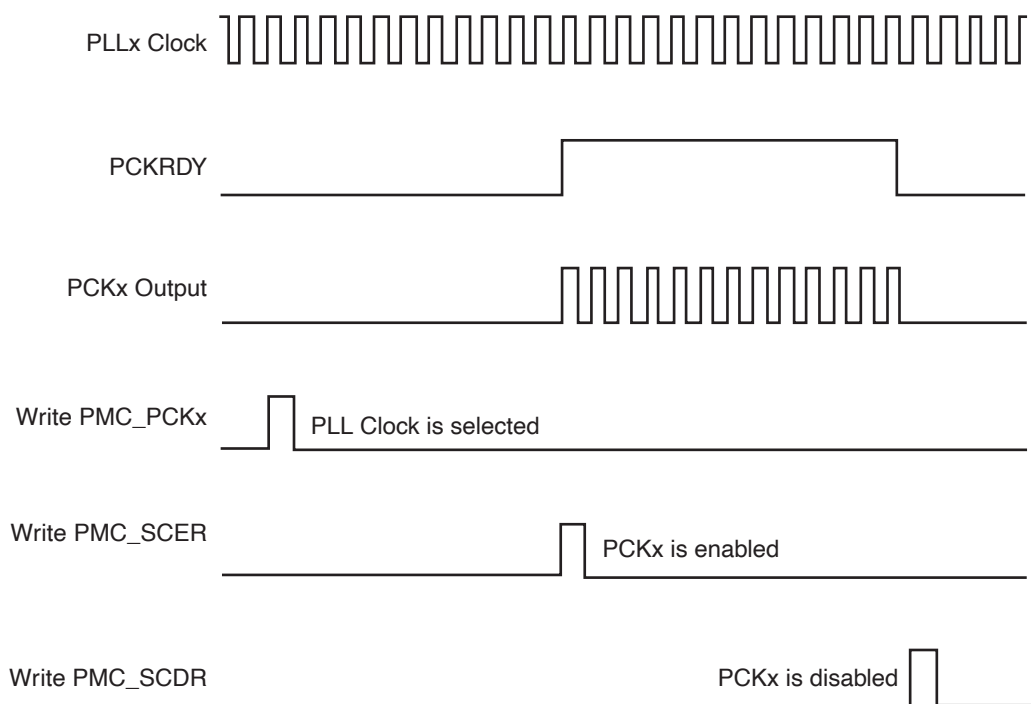 PLLx Clock
PCKRDY
PCKx Output
Write PMC_PCKx
PLL Clock is selected
Write PMC_SCER
PCKx is enabled
Write PMC_SCDR
PCKx is disabled